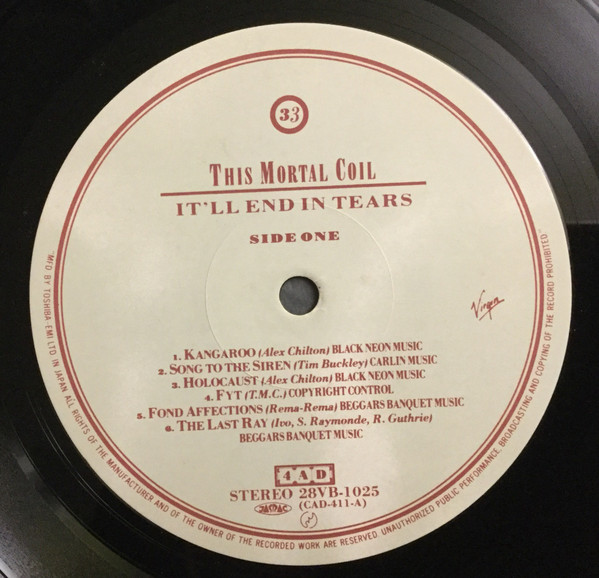 33
THIS MORTAL COIL
IT'LL END IN TEARS
SIDE ONE
Virgin
1. KANGAROO (Alex Chilton) BLACK NEON MUSIC
2. SONG TO THE SIREN (Tim Buckley) CARLIN MUSIC
3. HOLOCAUST (Alex Chilton) BLACK NEON MUSIC
4. FYT (T.M.C.) COPYRIGHT CONTROL
5. FOND AFFECTIONS (Rema-Rema) BEGGARS BANQUET MUSIC
6. THE LAST RAY (Ivo, S. Raymonde, R. Guthrie)
BEGGARS BANQUET MUSIC
4AD
STEREO 28VB-1025
JASRAC (CAD-411-A)
"MFD BY TOSHIBA-EMI LTD. IN JAPAN ALL RIGHTS OF THE MANUFACTURER AND OF THE OWNER OF THE RECORDED WORK ARE RESERVED. UNAUTHORIZED PUBLIC PERFORMANCE, BROADCASTING AND COPYING OF THE RECORD PROHIBITED"